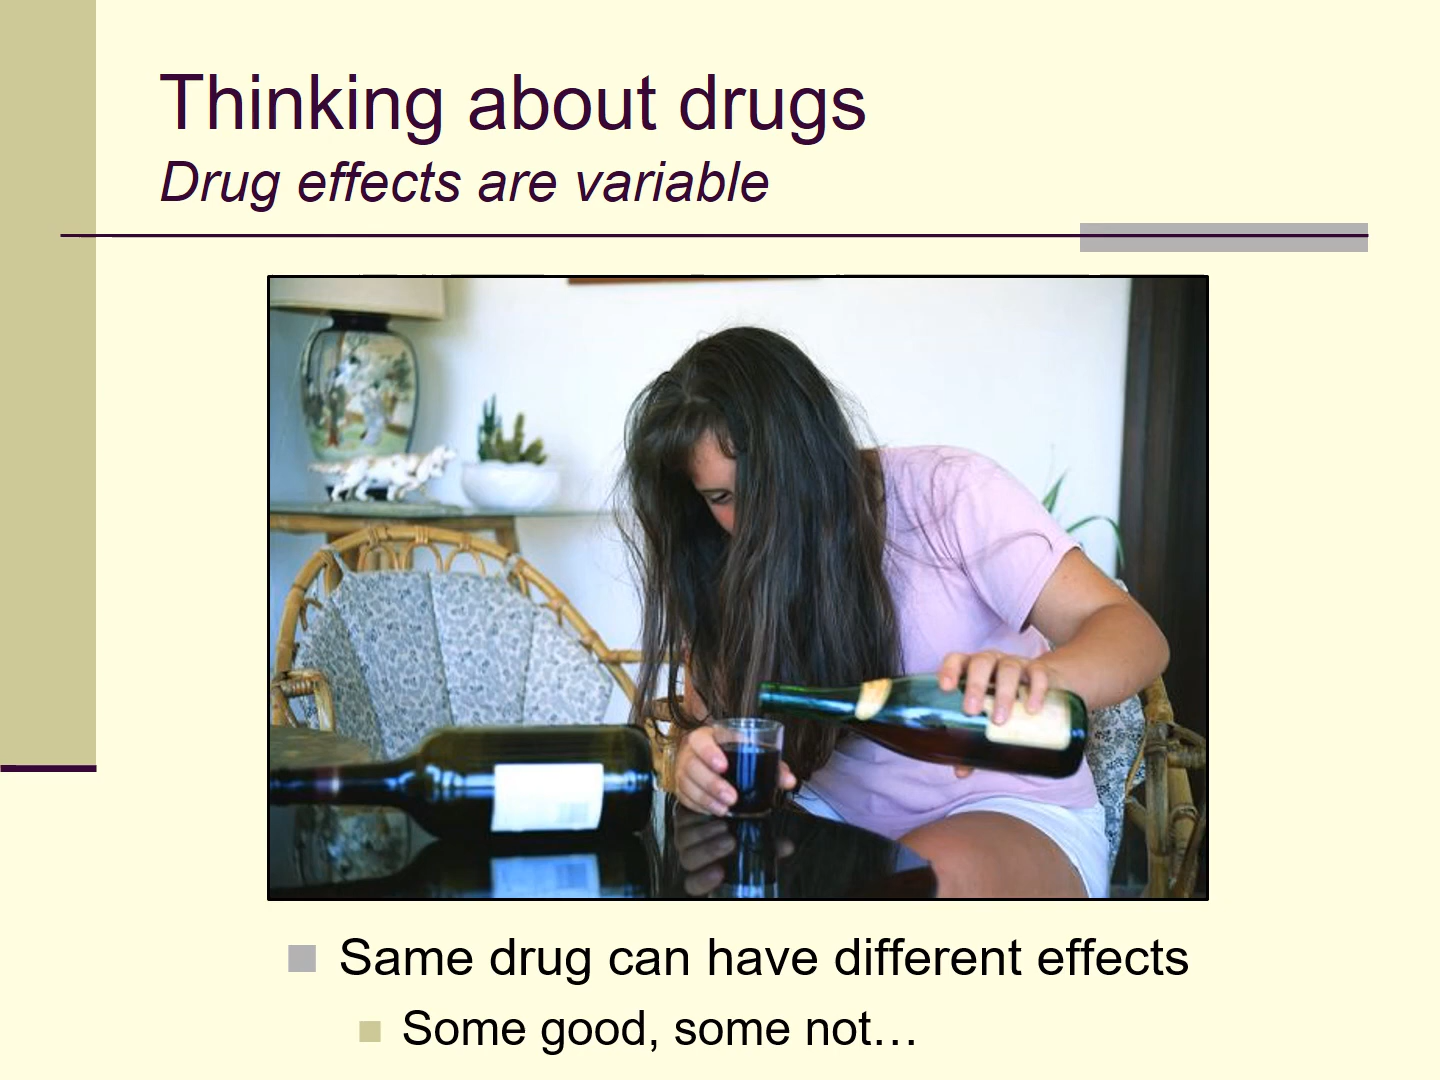 Thinking about drugs
Drug effects are variable
Same drug can have different effects
Some good, some not…